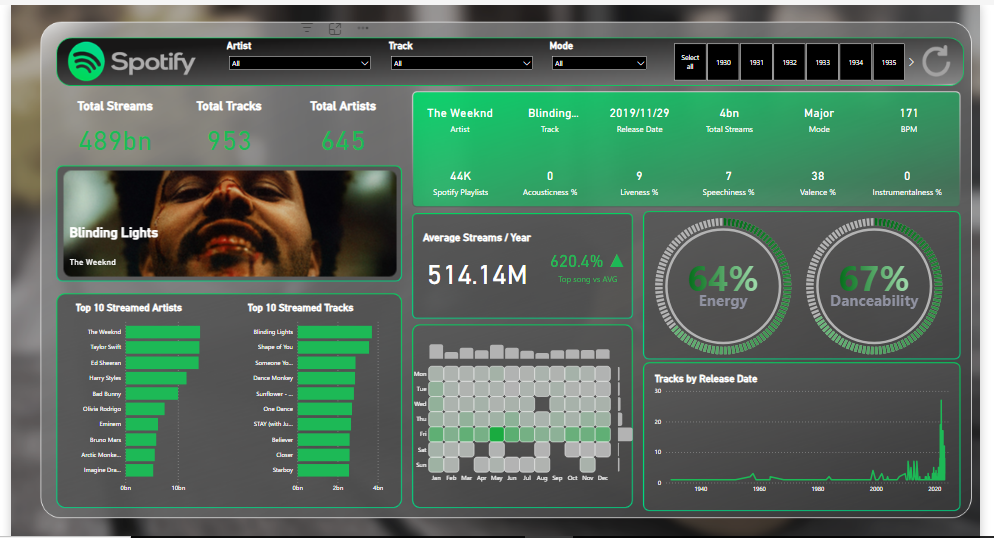 Spotify
Artist
All
Track
All
Mode
All
Select all
1930
1931
1932
1933
1934
1935
Total Streams
489bn
Total Tracks
953
Total Artists
645
The Weeknd
Artist
Blinding...
Track
2019/11/29
Release Date
4bn
Total Streams
Major
Mode
171
BPM
44K
Spotify Playlists
0
Acousticness %
9
Liveness %
7
Speechiness %
38
Valence %
0
Instrumentalness %
Blinding Lights
The Weeknd
Average Streams / Year
514.14M
620.4% ▲
Top song vs AVG
64%
Energy
67%
Danceability
Top 10 Streamed Artists
The Weeknd
Taylor Swift
Ed Sheeran
Harry Styles
Bad Bunny
Olivia Rodrigo
Eminem
Bruno Mars
Arctic Monke...
Imagine Dra...
0bn
10bn
Top 10 Streamed Tracks
Blinding Lights
Shape of You
Someone Yo...
Dance Monkey
Sunflower - ...
One Dance
STAY (with Ju...
Believer
Closer
Starboy
0bn
2bn
4bn
Mon
Tue
Wed
Thu
Fri
Sat
Sun
Jan Feb Mar Apr May Jun Jul Aug Sep Oct Nov Dec
Tracks by Release Date
30
20
10
0
1940 1960 1980 2000 2020